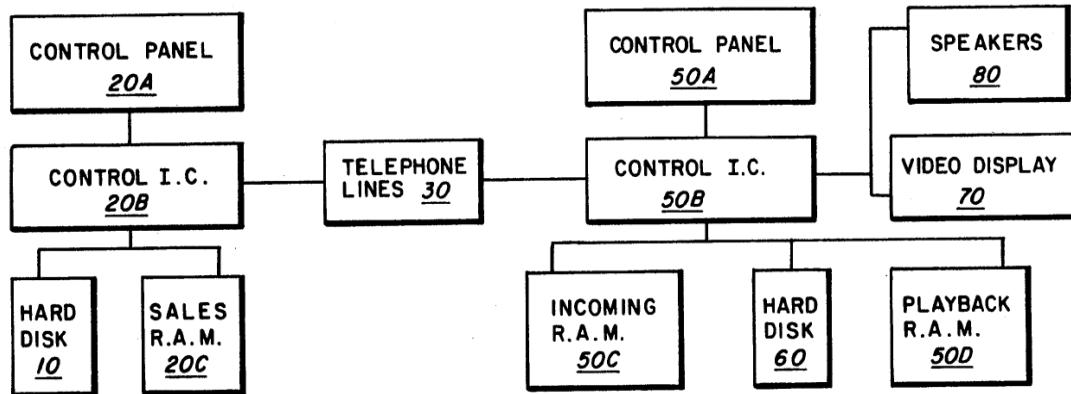 CONTROL PANEL
20A
CONTROL I.C.
20B
HARD
DISK
10
SALES
R.A.M.
20C
TELEPHONE
LINES 30
CONTROL PANEL
50A
CONTROL I.C.
50B
INCOMING
R.A.M.
50C
HARD
DISK
60
PLAYBACK
R.A.M.
50D
SPEAKERS
80
VIDEO DISPLAY
70